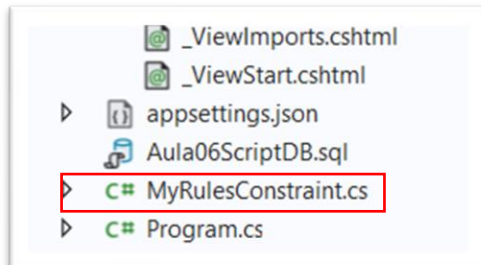 _ViewImports.cshtml
_ViewStart.cshtml
appsettings.json
Aula06ScriptDB.sql
C# MyRulesConstraint.cs
C# Program.cs